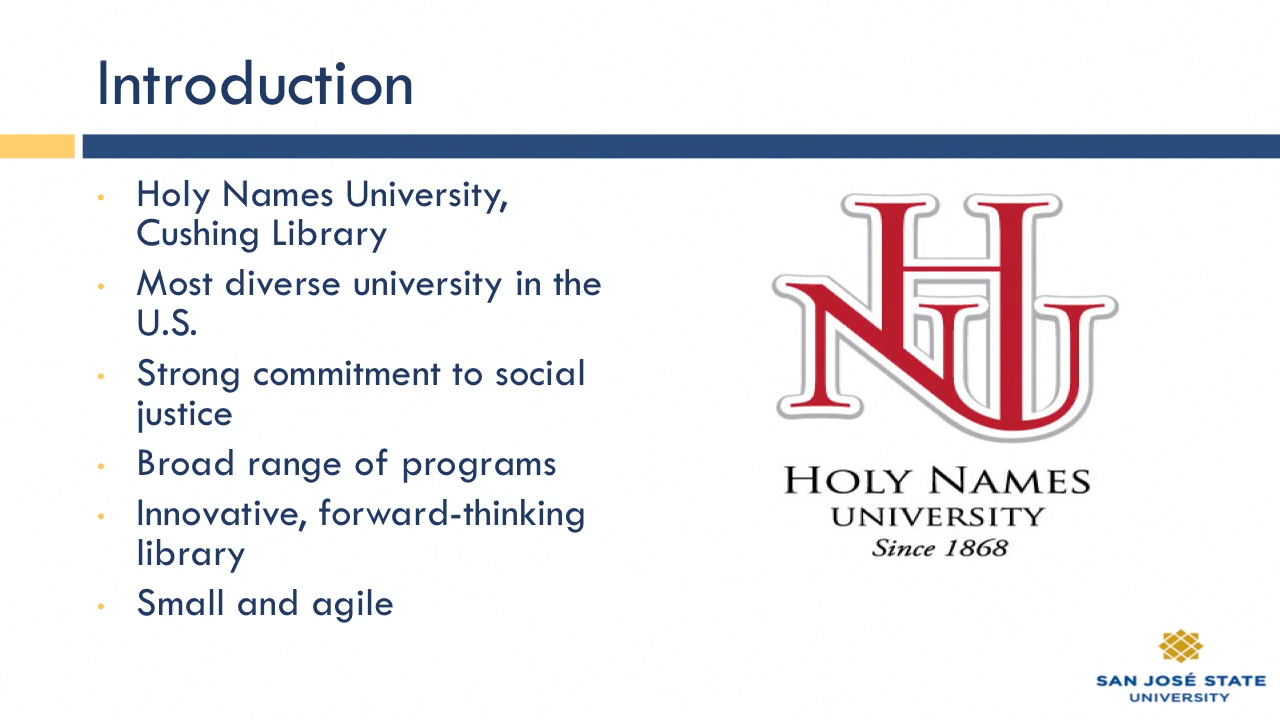 Introduction
• Holy Names University,
Cushing Library
• Most diverse university in the
U.S.
• Strong commitment to social
justice
• Broad range of programs
• Innovative, forward-thinking
library
• Small and agile
HNU
HOLY NAMES
UNIVERSITY
Since 1868
SAN JOSÉ STATE
UNIVERSITY